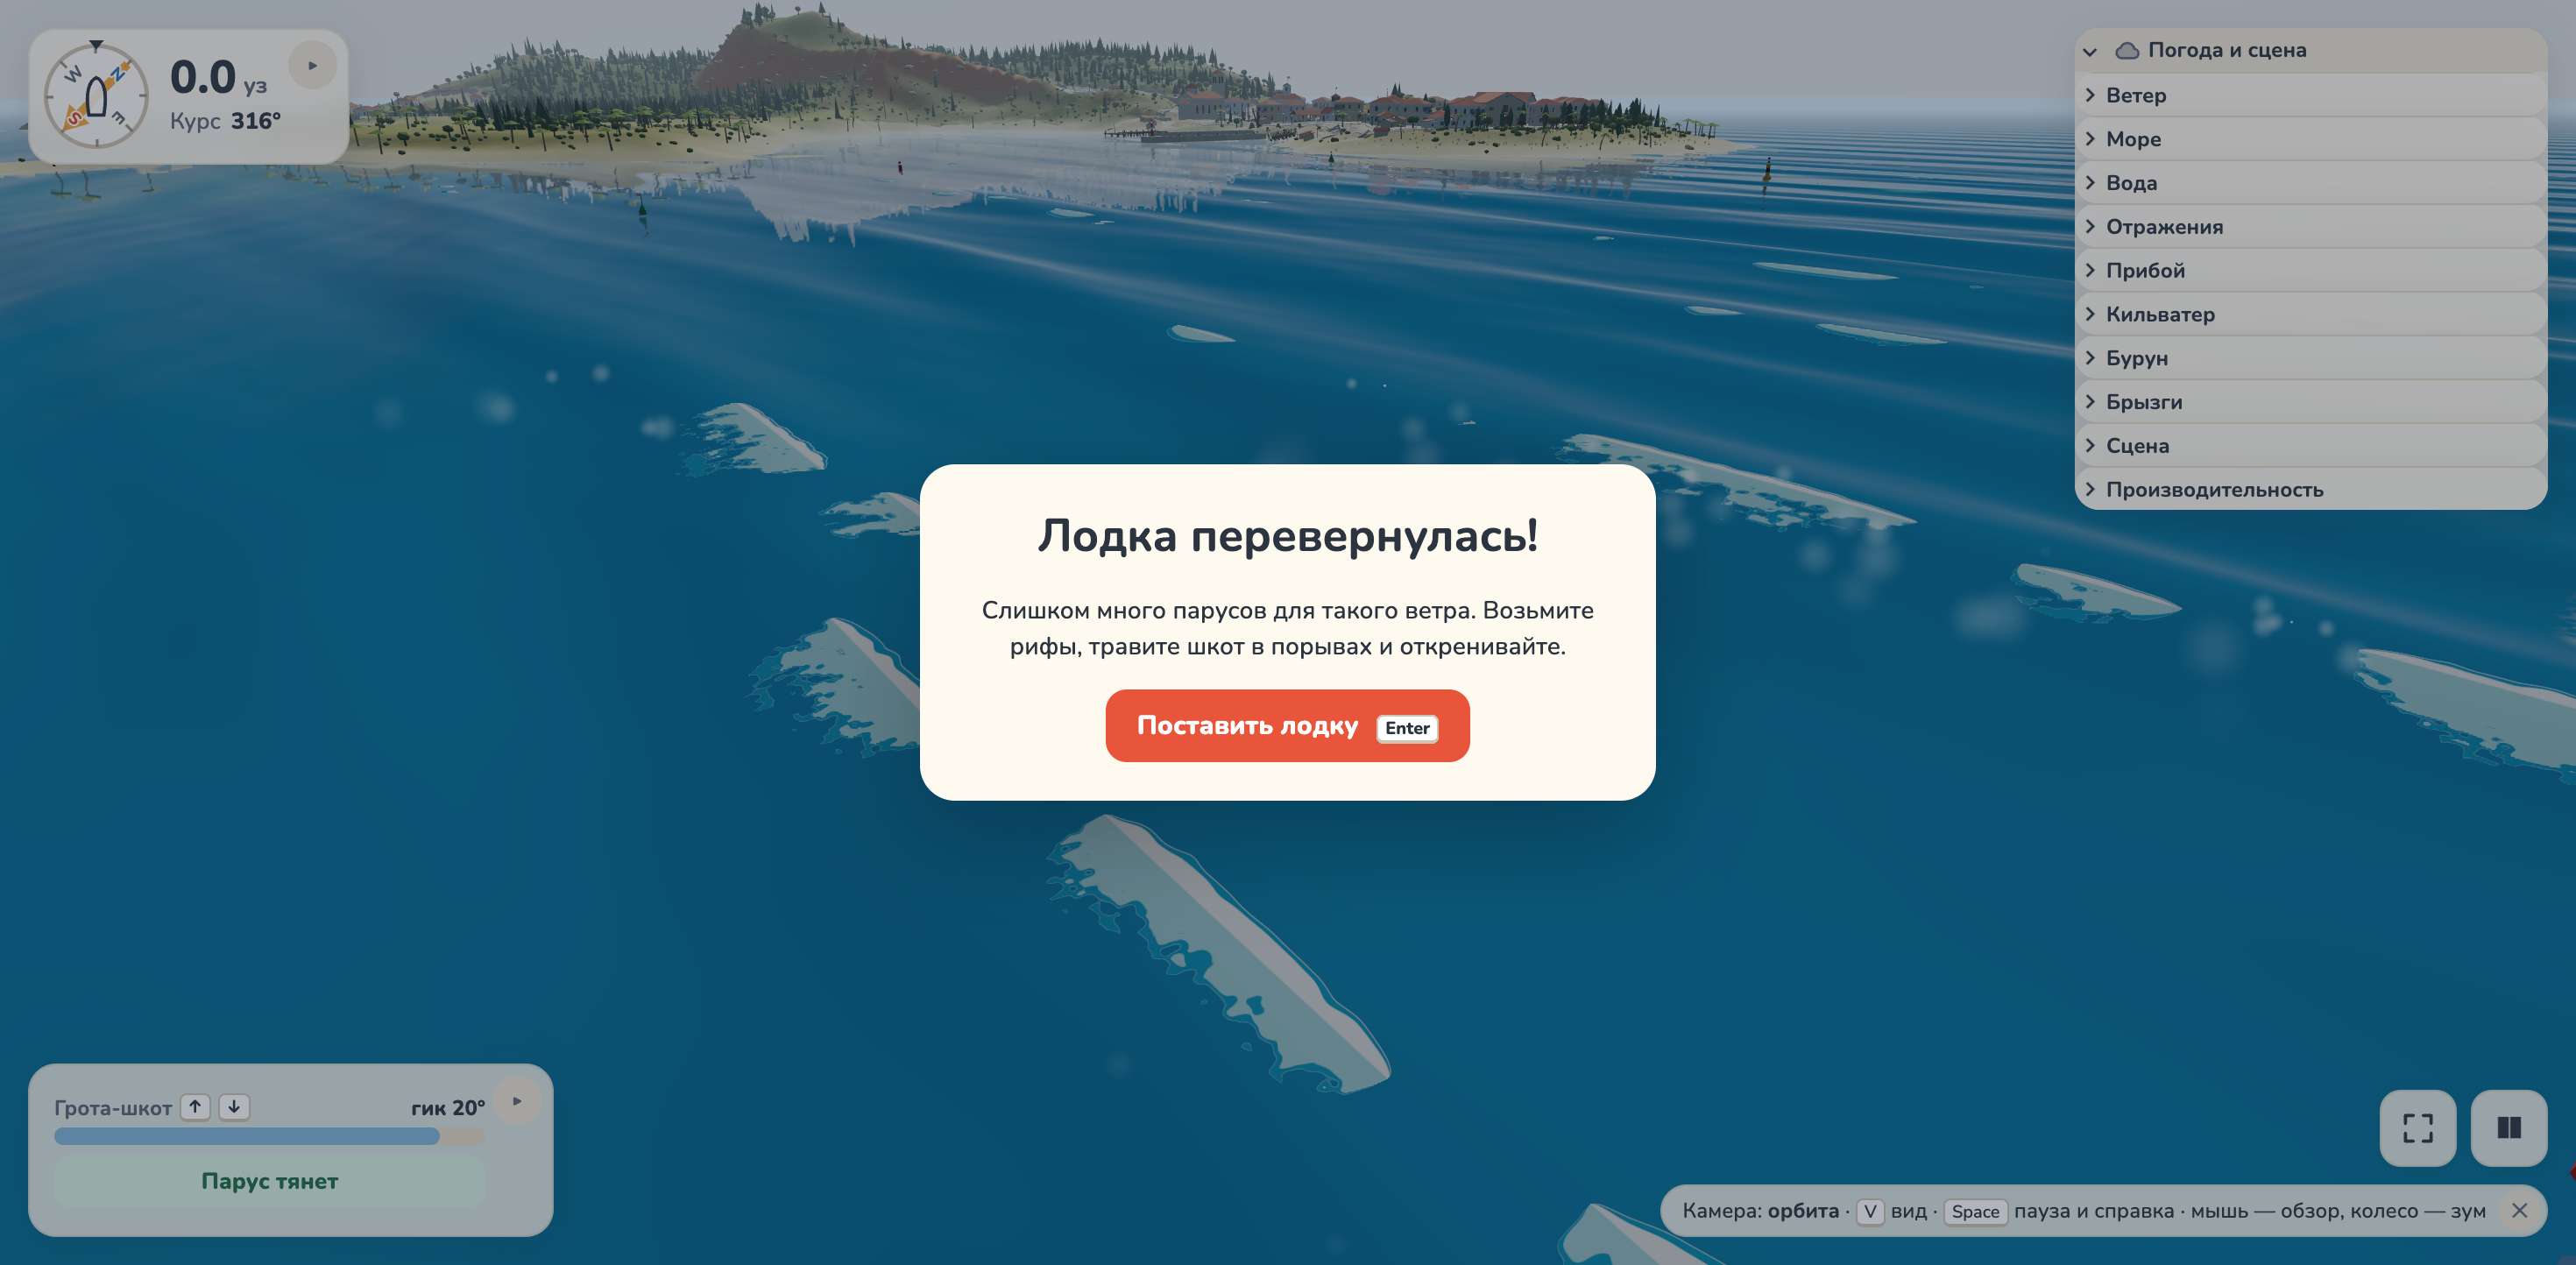 W N S E
0.0 уз
Курс 316°
Погода и сцена
Ветер
Море
Вода
Отражения
Прибой
Кильватер
Бурун
Брызги
Сцена
Производительность
Лодка перевернулась!
Слишком много парусов для такого ветра. Возьмите
рифы, травите шкот в порывах и откренивайте.
Поставить лодку Enter
Грота-шкот ↑ ↓ гик 20°
Парус тянет
Камера: орбита · V вид · Space пауза и справка · мышь — обзор, колесо — зум